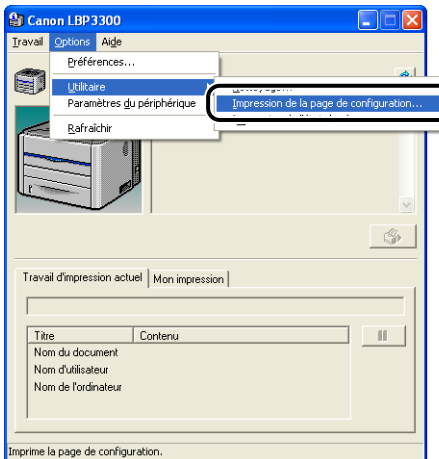 Canon LBP3300
Travail Options Aide
Préférences...
Utilitaire
Nettoyage...
Paramètres du périphérique
Impression de la page de configuration...
Rafraîchir
Travail d'impression actuel Mon impression
Titre Contenu
Nom du document
Nom d'utilisateur
Nom de l'ordinateur
Imprime la page de configuration.